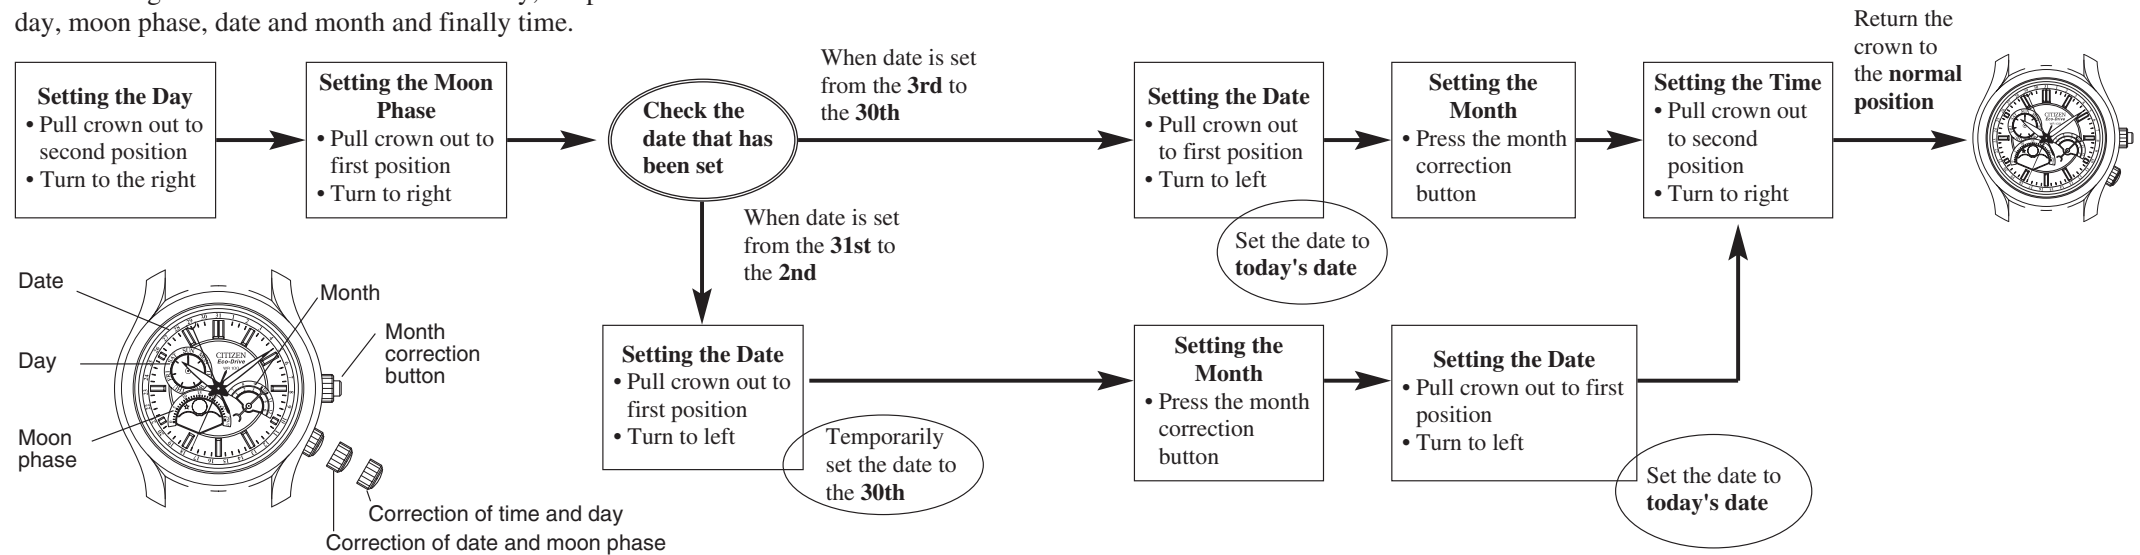 day, moon phase, date and month and finally time.
Setting the Day
• Pull crown out to
second position
• Turn to the right
Setting the Moon
Phase
• Pull crown out to
first position
• Turn to right
Check the
date that has
been set
When date is set
from the 3rd to
the 30th
Setting the Date
• Pull crown out
to first position
• Turn to left
Set the date to
today's date
Setting the
Month
• Press the month
correction
button
Setting the Time
• Pull crown out
to second
position
• Turn to right
Return the
crown to
the normal
position
When date is set
from the 31st to
the 2nd
Setting the Date
• Pull crown out to
first position
• Turn to left
Temporarily
set the date to
the 30th
Setting the
Month
• Press the month
correction
button
Setting the Date
• Pull crown out to first
position
• Turn to left
Set the date to
today's date
Date
Day
Moon
phase
Month
Month
correction
button
CITIZEN
Eco-Drive
Correction of time and day
Correction of date and moon phase
CITIZEN
Eco-Drive